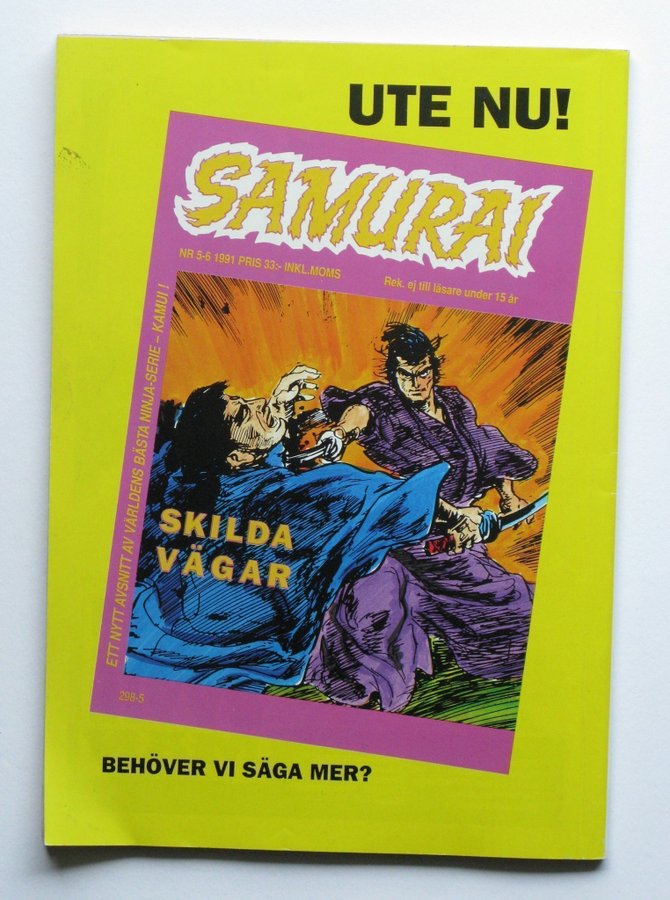 UTE NU!
SAMURAI
NR 5-6 1991 PRIS 33:- INKL.MOMS
Rek. ej till läsare under 15 år
ETT NYTT AVSNITT AV VÄRLDENS BÄSTA NINJA-SERIE – KAMUI !
SKILDA
VÄGAR
298-5
BEHÖVER VI SÄGA MER?